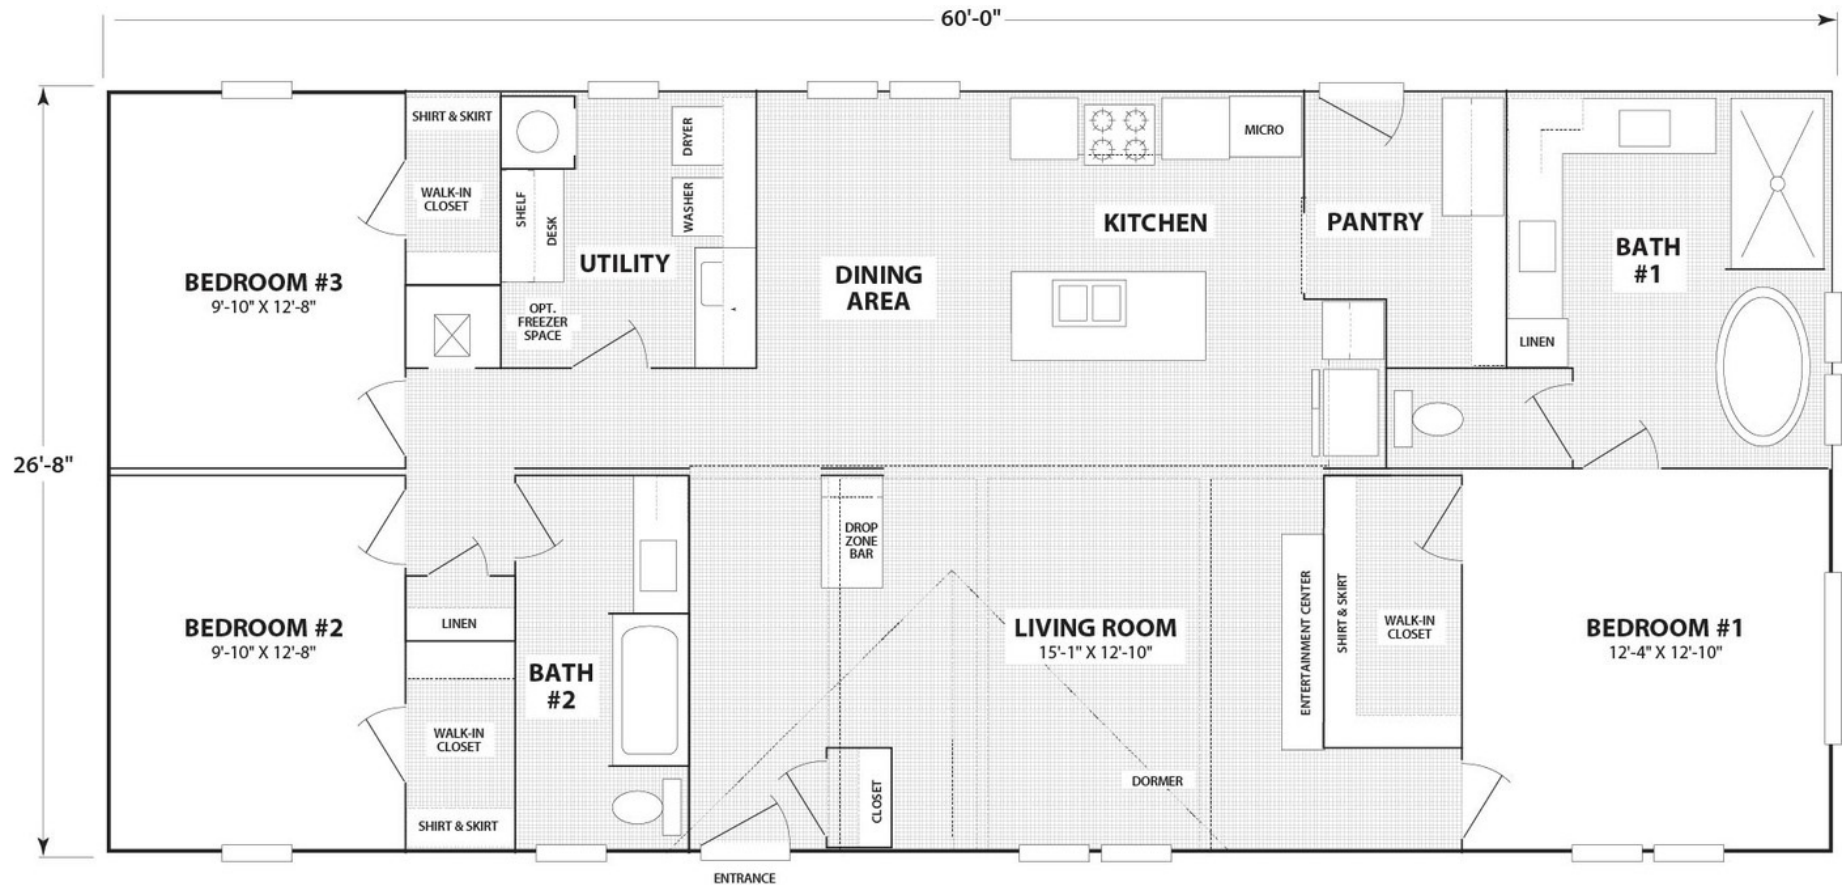 60'-0"
SHIRT & SKIRT
DRYER
MICRO
WALK-IN
CLOSET
SHELF
DESK
WASHER
KITCHEN
PANTRY
BATH
#1
UTILITY
DINING
AREA
BEDROOM #3
9'-10" X 12'-8"
OPT.
FREEZER
SPACE
LINEN
26'-8"
DROP
ZONE
BAR
LINEN
BEDROOM #2
9'-10" X 12'-8"
LIVING ROOM
15'-1" X 12'-10"
ENTERTAINMENT CENTER
SHIRT & SKIRT
WALK-IN
CLOSET
BEDROOM #1
12'-4" X 12'-10"
BATH
#2
WALK-IN
CLOSET
DORMER
CLOSET
SHIRT & SKIRT
ENTRANCE